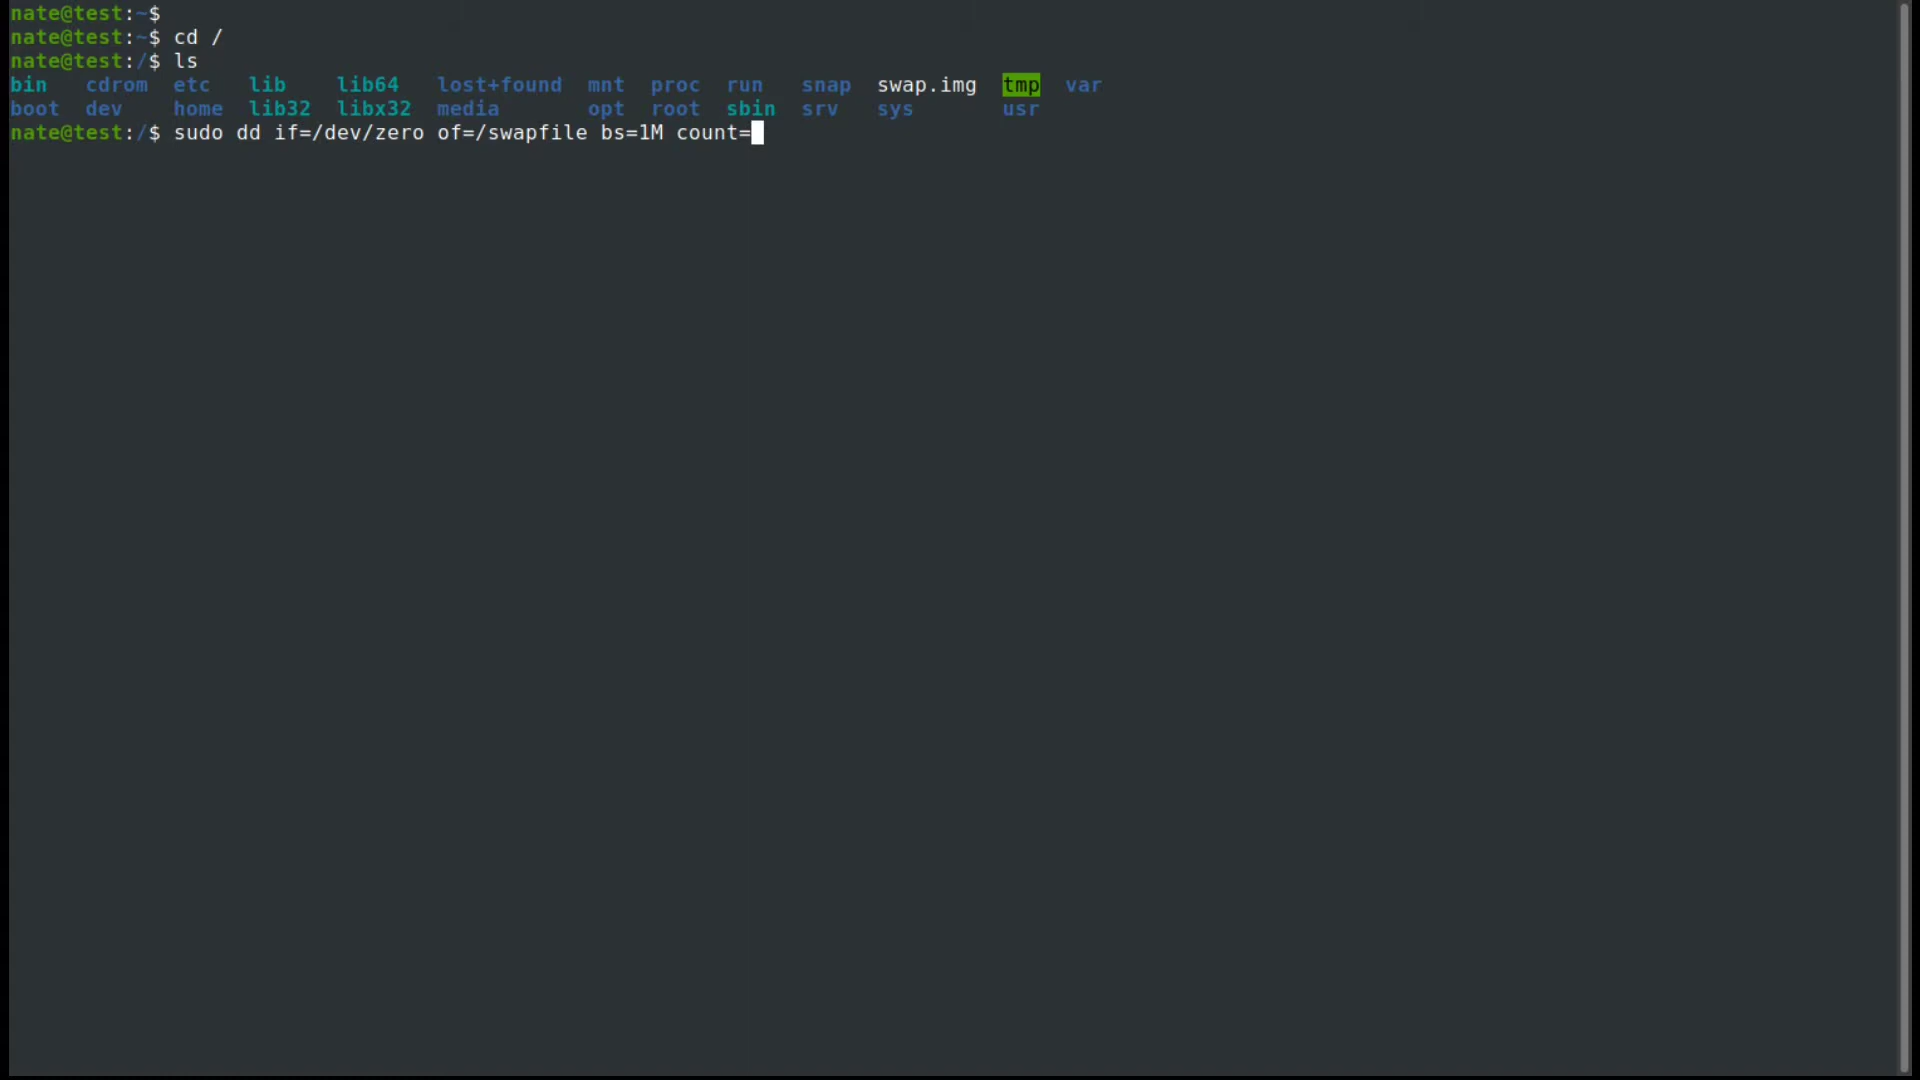 nate@test:~$
nate@test:~$ cd /
nate@test:/$ ls
bin   cdrom  etc   lib    lib64   lost+found  mnt  proc  run   snap  swap.img  tmp  var
boot  dev    home  lib32  libx32  media       opt  root  sbin  srv   sys       usr
nate@test:/$ sudo dd if=/dev/zero of=/swapfile bs=1M count=